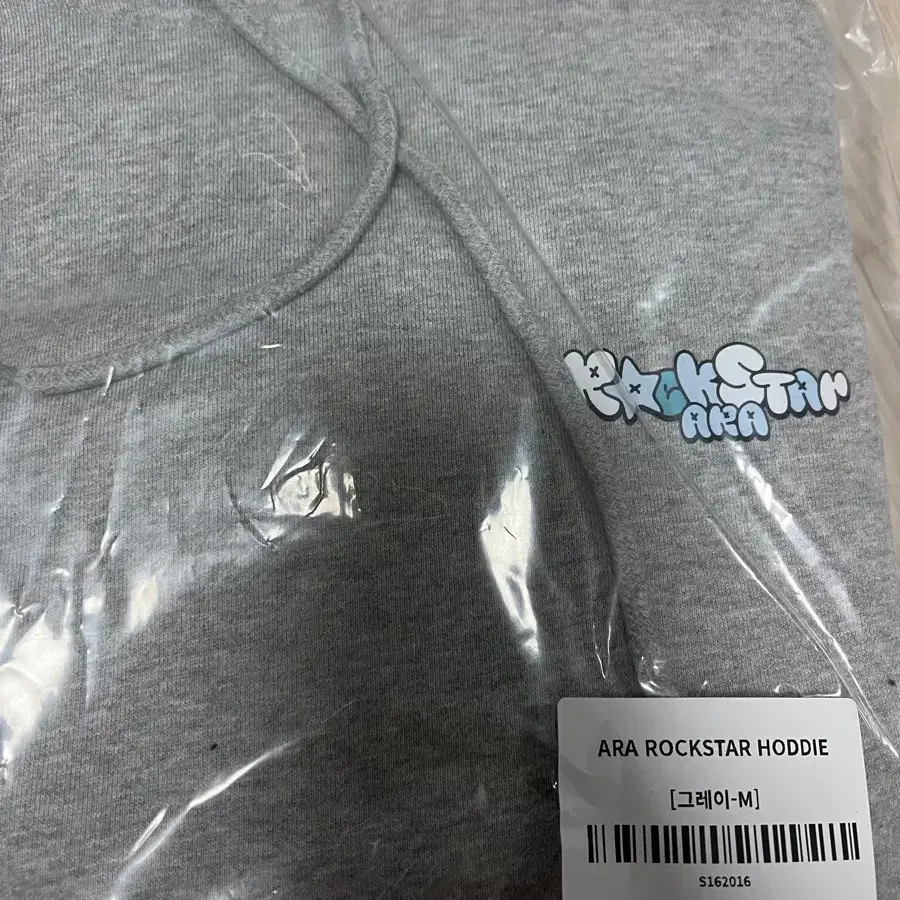 RockStar
ARA
ARA ROCKSTAR HODDIE
[그레이-M]
S162016